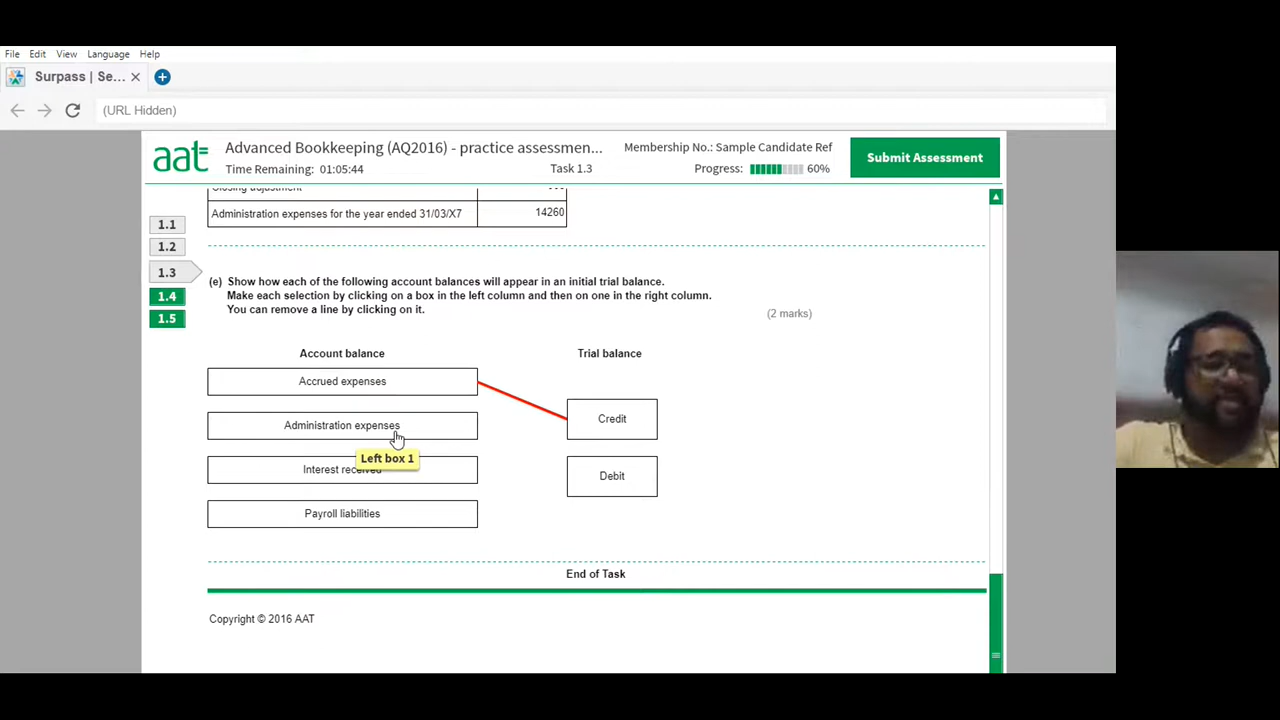 File Edit View Language Help
Surpass | Se...
(URL Hidden)
aat
Advanced Bookkeeping (AQ2016) - practice assessmen...
Membership No.: Sample Candidate Ref
Submit Assessment
Time Remaining: 01:05:44
Task 1.3
Progress: 60%
Closing adjustment
Administration expenses for the year ended 31/03/X7 14260
1.1
1.2
1.3
1.4
1.5
(e) Show how each of the following account balances will appear in an initial trial balance.
Make each selection by clicking on a box in the left column and then on one in the right column.
You can remove a line by clicking on it.
(2 marks)
Account balance Trial balance
Accrued expenses
Credit
Administration expenses
Left box 1
Interest received
Debit
Payroll liabilities
End of Task
Copyright © 2016 AAT